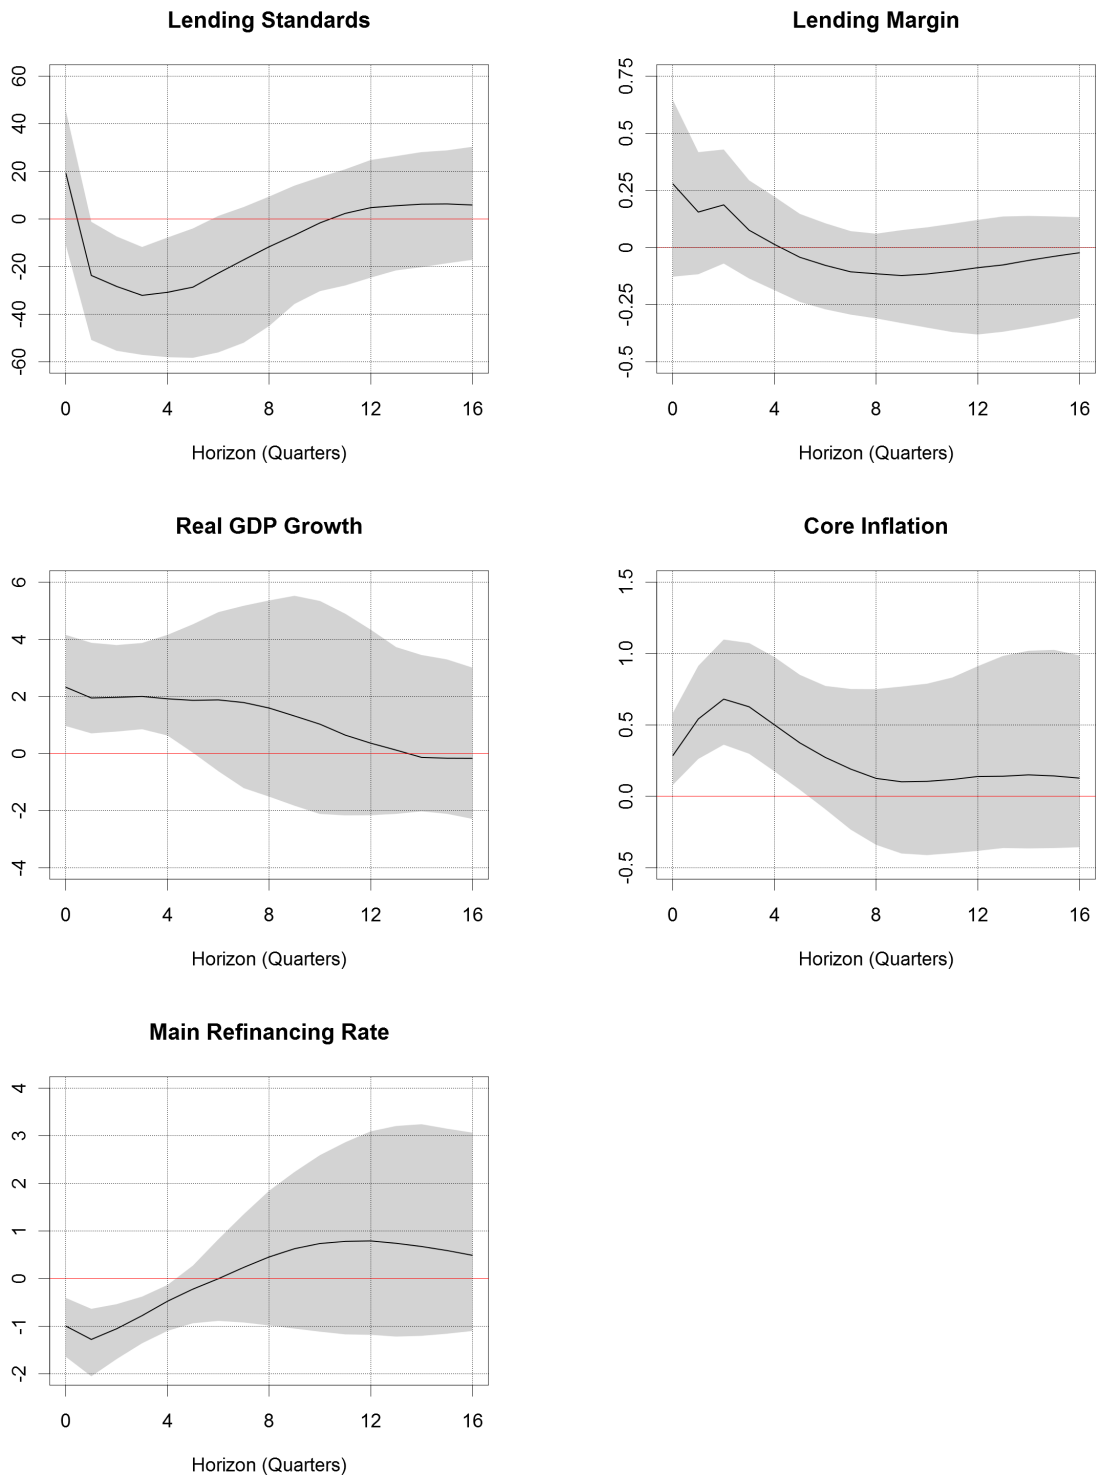 Lending Standards
60
40
20
0
-20
-40
-60
0 4 8 12 16
Horizon (Quarters)
Lending Margin
0.75
0.5
0.25
0
-0.25
-0.5
0 4 8 12 16
Horizon (Quarters)
Real GDP Growth
6
4
2
0
-2
-4
0 4 8 12 16
Horizon (Quarters)
Core Inflation
1.5
1.0
0.5
0.0
-0.5
0 4 8 12 16
Horizon (Quarters)
Main Refinancing Rate
4
3
2
1
0
-1
-2
0 4 8 12 16
Horizon (Quarters)